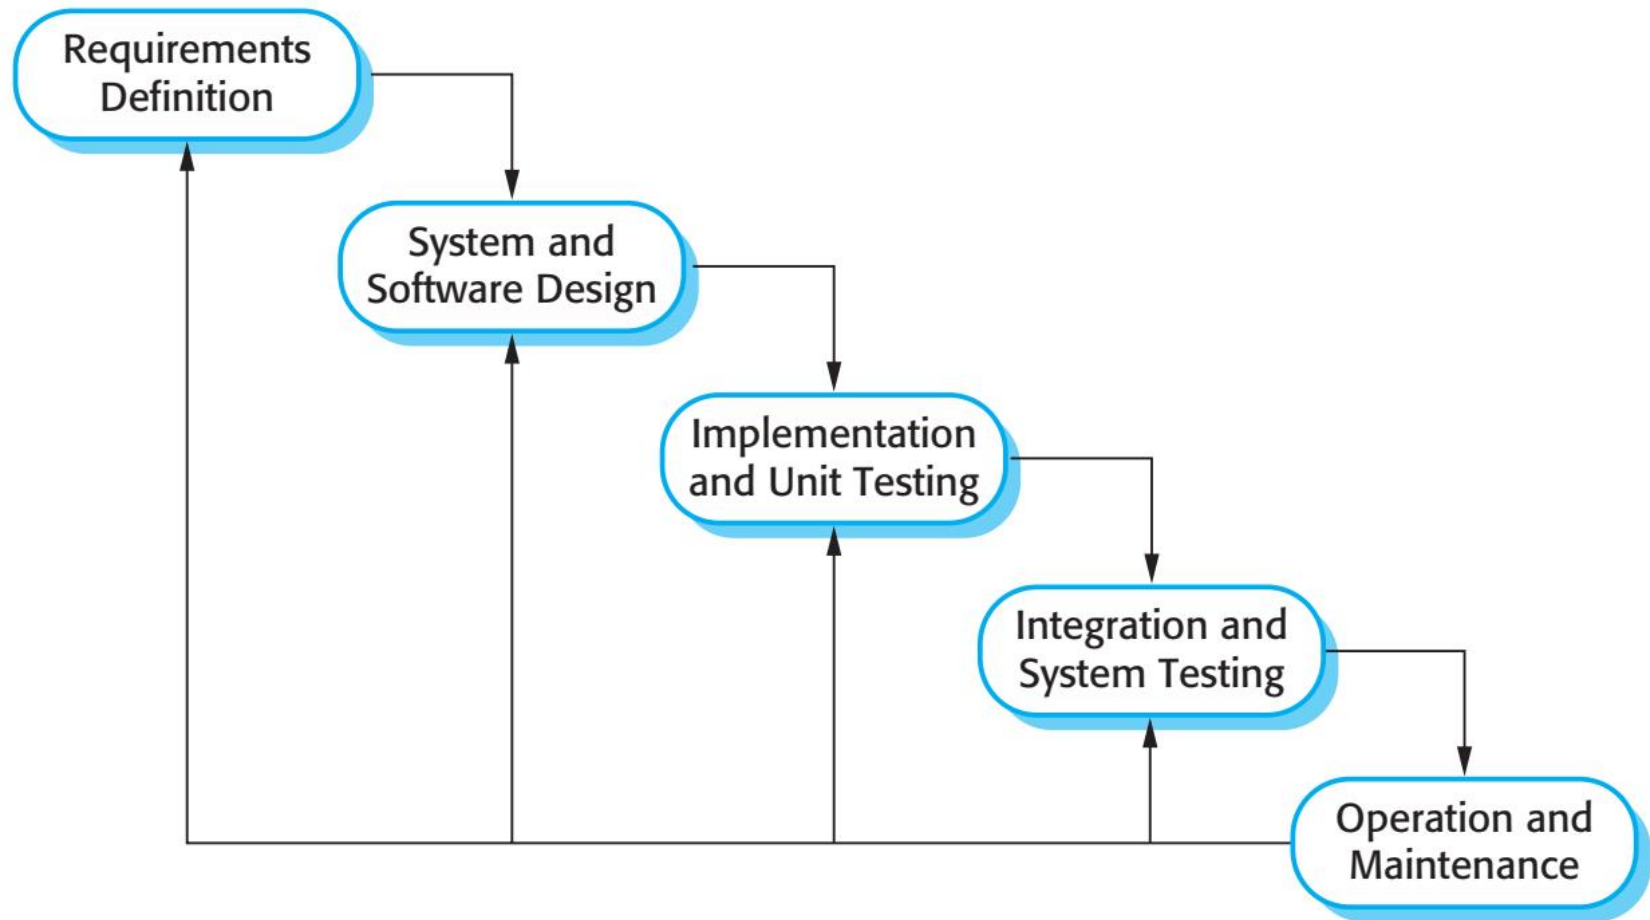 Requirements
Definition
System and
Software Design
Implementation
and Unit Testing
Integration and
System Testing
Operation and
Maintenance